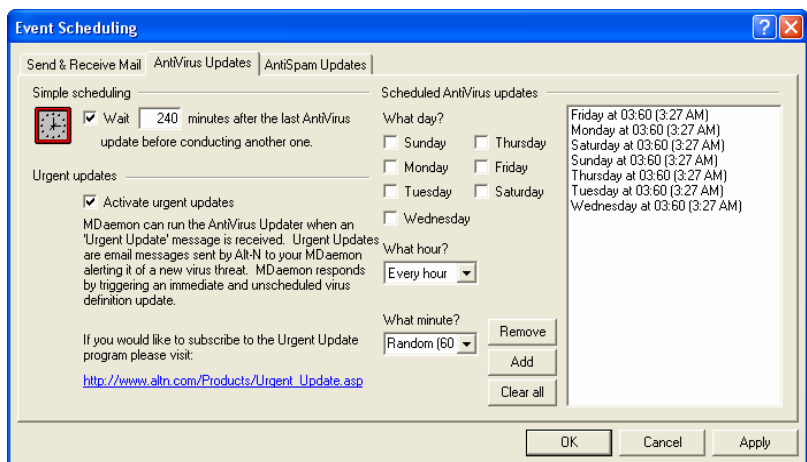 Event Scheduling
Send & Receive Mail
AntiVirus Updates
AntiSpam Updates
Simple scheduling
Wait 240 minutes after the last AntiVirus
update before conducting another one.
Urgent updates
Activate urgent updates
MDaemon can run the AntiVirus Updater when an
'Urgent Update' message is received. Urgent Updates
are email messages sent by Alt-N to your MDaemon
alerting it of a new virus threat. MDaemon responds
by triggering an immediate and unscheduled virus
definition update.
If you would like to subscribe to the Urgent Update
program please visit:
http://www.altn.com/Products/Urgent_Update.asp
Scheduled AntiVirus updates
What day?
Sunday
Thursday
Monday
Friday
Tuesday
Saturday
Wednesday
What hour?
Every hour
What minute?
Random (60
Remove
Add
Clear all
Friday at 03:60 (3:27 AM)
Monday at 03:60 (3:27 AM)
Saturday at 03:60 (3:27 AM)
Sunday at 03:60 (3:27 AM)
Thursday at 03:60 (3:27 AM)
Tuesday at 03:60 (3:27 AM)
Wednesday at 03:60 (3:27 AM)
OK
Cancel
Apply